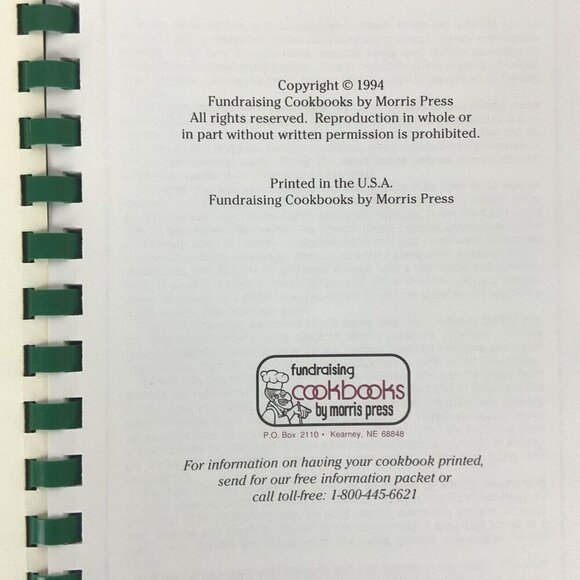 Copyright © 1994
Fundraising Cookbooks by Morris Press
All rights reserved. Reproduction in whole or
in part without written permission is prohibited.
Printed in the U.S.A.
Fundraising Cookbooks by Morris Press
fundraising
cookbooks
by morris press
P.O. Box 2110 • Kearney, NE 68848
For information on having your cookbook printed,
send for our free information packet or
call toll-free: 1-800-445-6621